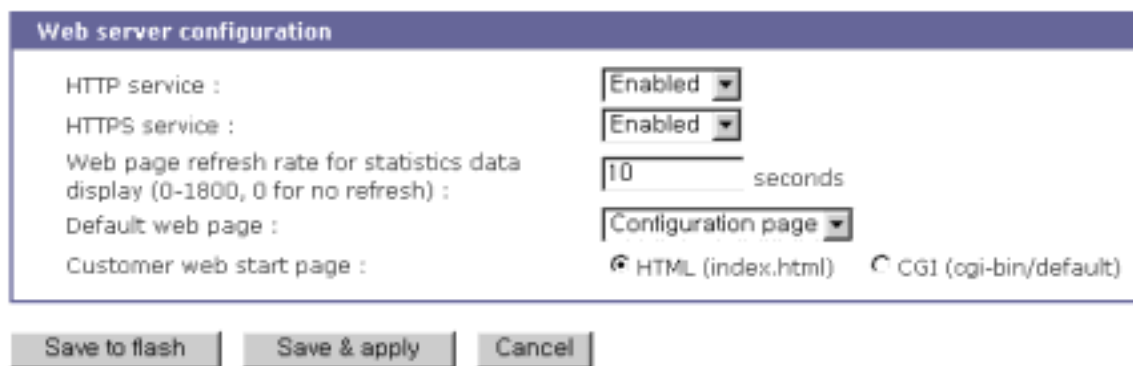 Web server configuration
HTTP service : Enabled
HTTPS service : Enabled
Web page refresh rate for statistics data
display (0-1800, 0 for no refresh) : 10 seconds
Default web page : Configuration page
Customer web start page : HTML (index.html) CGI (cgi-bin/default)
Save to flash Save & apply Cancel